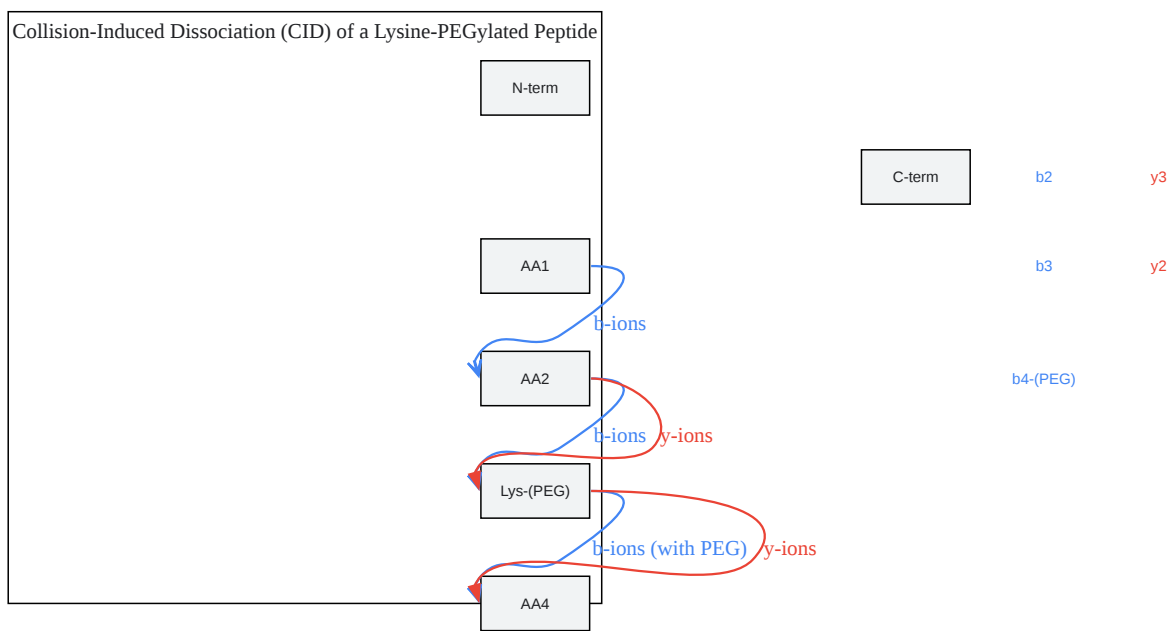 Collision-Induced Dissociation (CID) of a Lysine-PEGylated Peptide
N-term
C-term
b2
y3
AA1
b3
y2
b-ions
AA2
b4-(PEG)
b-ions
y-ions
Lys-(PEG)
b-ions (with PEG)
y-ions
AA4